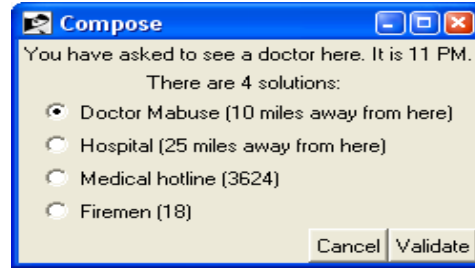 Compose
You have asked to see a doctor here. It is 11 PM.
There are 4 solutions:
Doctor Mabuse (10 miles away from here)
Hospital (25 miles away from here)
Medical hotline (3624)
Firemen (18)
Cancel Validate